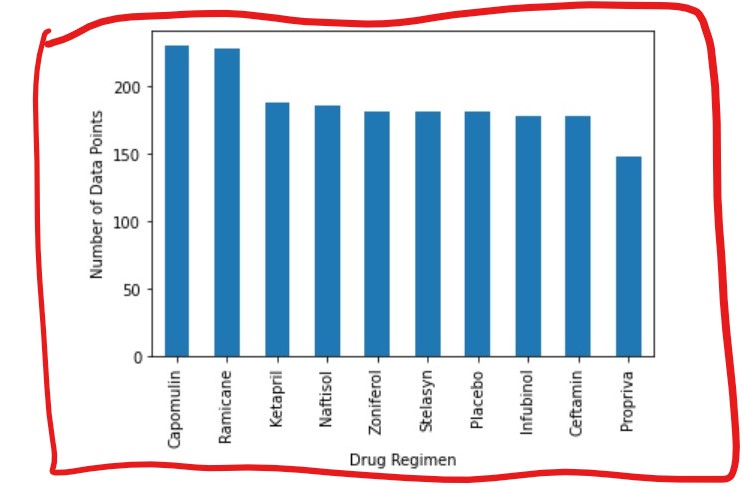 200
150
100
50
0
Number of Data Points
Capomulin
Ramicane
Ketapril
Naftisol
Zoniferol
Stelasyn
Placebo
Infubinol
Ceftamin
Propriva
Drug Regimen